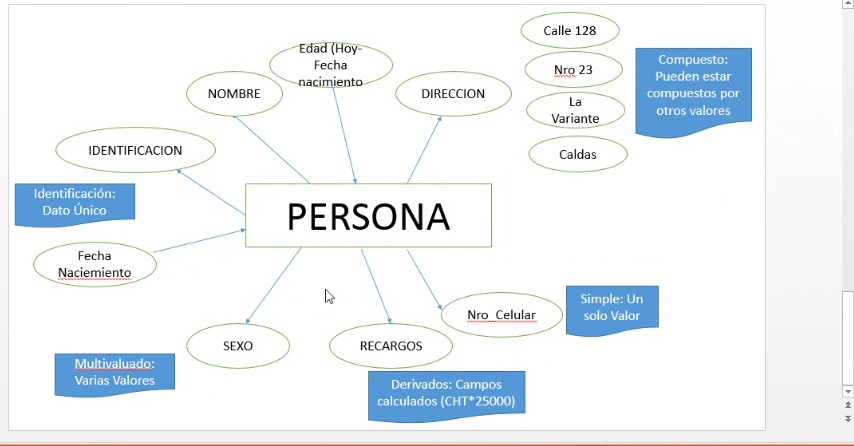 Edad (Hoy-
Fecha
nacimiento
Calle 128
Nro 23
La
Variante
Caldas
Compuesto:
Pueden estar
compuestos por
otros valores
NOMBRE
DIRECCION
IDENTIFICACION
Identificación:
Dato Único
PERSONA
Fecha
Naciemiento
Nro_Celular
Simple: Un
solo Valor
SEXO
RECARGOS
Multivaluado:
Varias Valores
Derivados: Campos
calculados (CHT*25000)